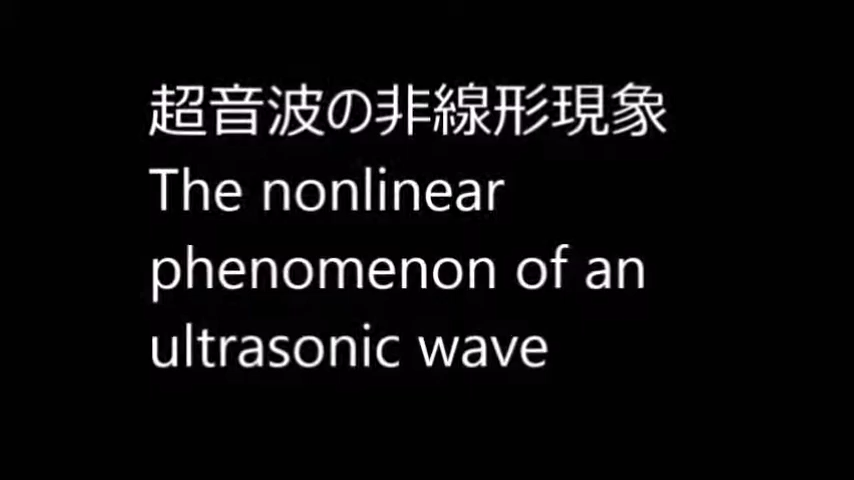 超音波の非線形現象
The nonlinear
phenomenon of an
ultrasonic wave